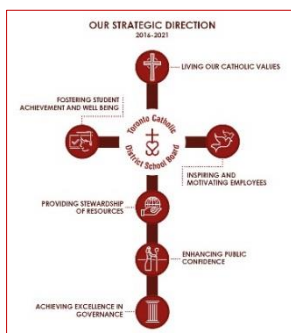 OUR STRATEGIC DIRECTION
2016-2021
LIVING OUR CATHOLIC VALUES
FOSTERING STUDENT
ACHIEVEMENT AND WELL BEING
Toronto Catholic
District School Board
INSPIRING AND
MOTIVATING EMPLOYEES
PROVIDING STEWARDSHIP
OF RESOURCES
ENHANCING PUBLIC
CONFIDENCE
ACHIEVING EXCELLENCE IN
GOVERNANCE